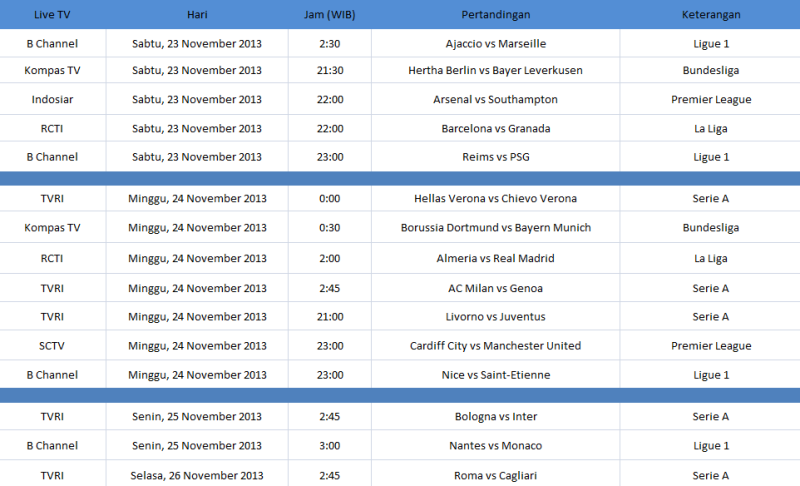 Live TV Hari Jam (WIB) Pertandingan Keterangan
B Channel Sabtu, 23 November 2013 2:30 Ajaccio vs Marseille Ligue 1
Kompas TV Sabtu, 23 November 2013 21:30 Hertha Berlin vs Bayer Leverkusen Bundesliga
Indosiar Sabtu, 23 November 2013 22:00 Arsenal vs Southampton Premier League
RCTI Sabtu, 23 November 2013 22:00 Barcelona vs Granada La Liga
B Channel Sabtu, 23 November 2013 23:00 Reims vs PSG Ligue 1
TVRI Minggu, 24 November 2013 0:00 Hellas Verona vs Chievo Verona Serie A
Kompas TV Minggu, 24 November 2013 0:30 Borussia Dortmund vs Bayern Munich Bundesliga
RCTI Minggu, 24 November 2013 2:00 Almeria vs Real Madrid La Liga
TVRI Minggu, 24 November 2013 2:45 AC Milan vs Genoa Serie A
TVRI Minggu, 24 November 2013 21:00 Livorno vs Juventus Serie A
SCTV Minggu, 24 November 2013 23:00 Cardiff City vs Manchester United Premier League
B Channel Minggu, 24 November 2013 23:00 Nice vs Saint-Etienne Ligue 1
TVRI Senin, 25 November 2013 2:45 Bologna vs Inter Serie A
B Channel Senin, 25 November 2013 3:00 Nantes vs Monaco Ligue 1
TVRI Selasa, 26 November 2013 2:45 Roma vs Cagliari Serie A